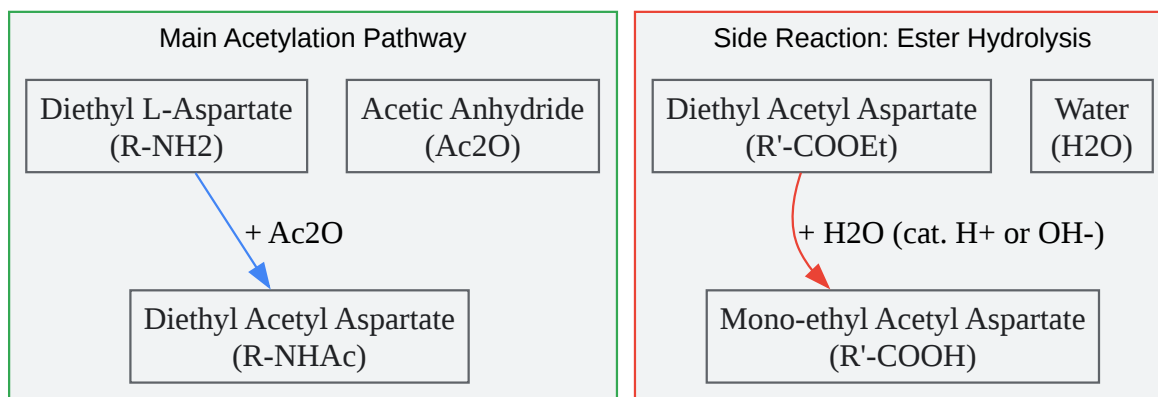 Main Acetylation Pathway
Diethyl L-Aspartate
(R-NH2)
Acetic Anhydride
(Ac2O)
+ Ac2O
Diethyl Acetyl Aspartate
(R-NHAc)
Side Reaction: Ester Hydrolysis
Diethyl Acetyl Aspartate
(R'-COOEt)
Water
(H2O)
+ H2O (cat. H+ or OH-)
Mono-ethyl Acetyl Aspartate
(R'-COOH)